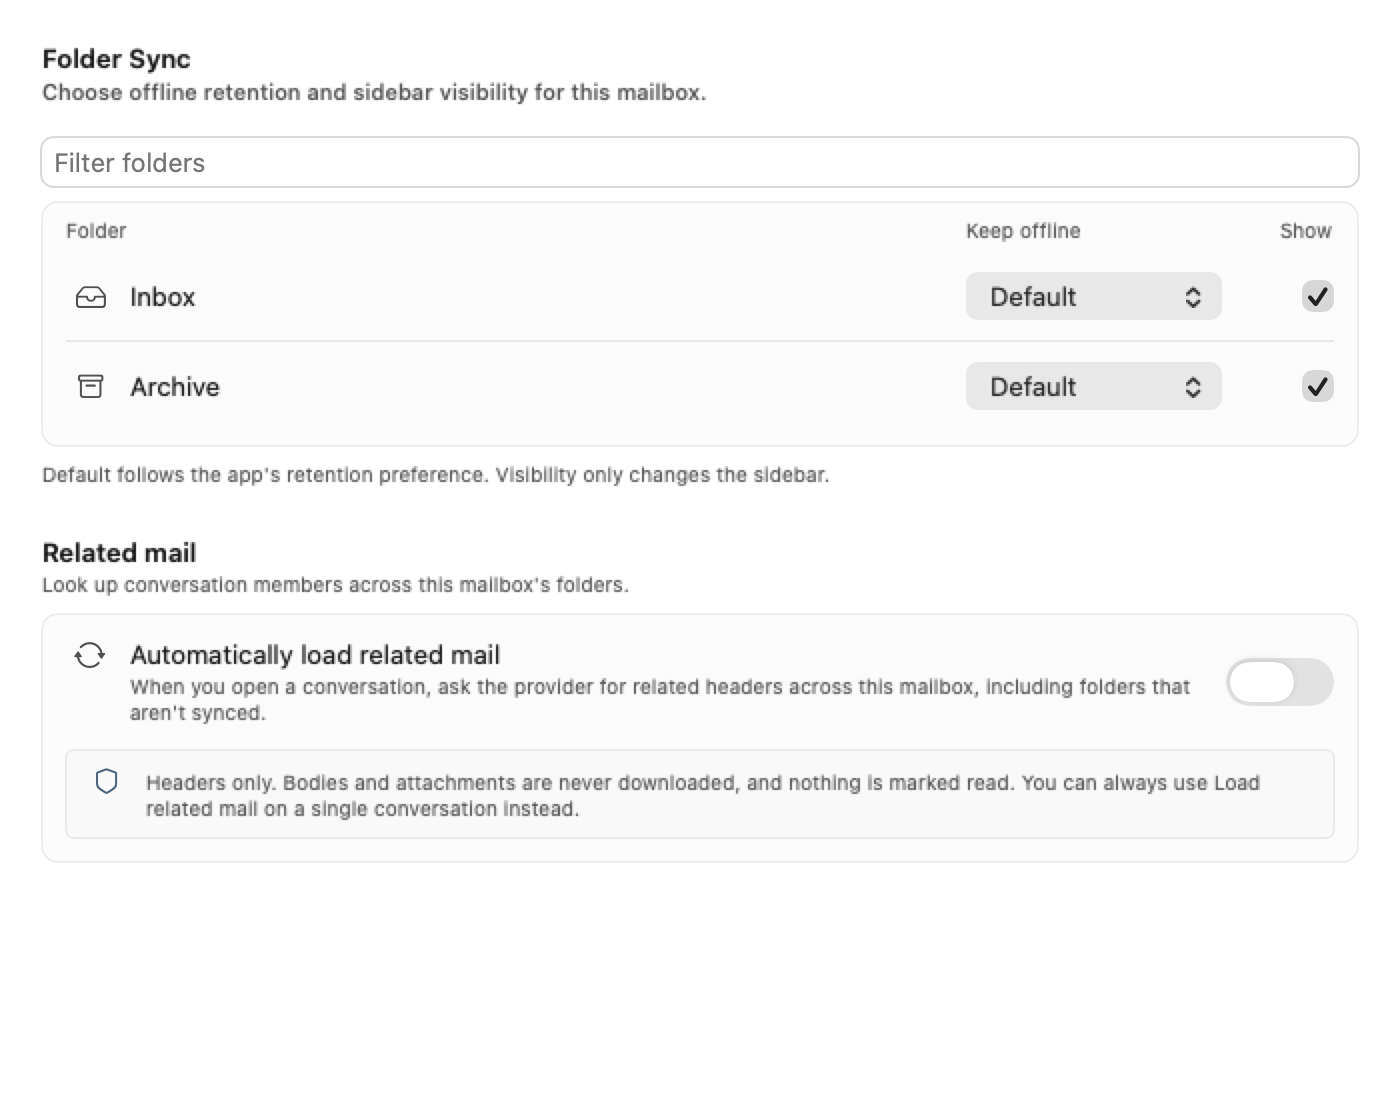 Folder Sync
Choose offline retention and sidebar visibility for this mailbox.
Filter folders
Folder Keep offline Show
Inbox Default
Archive Default
Default follows the app's retention preference. Visibility only changes the sidebar.
Related mail
Look up conversation members across this mailbox's folders.
Automatically load related mail
When you open a conversation, ask the provider for related headers across this mailbox, including folders that
aren't synced.
Headers only. Bodies and attachments are never downloaded, and nothing is marked read. You can always use Load
related mail on a single conversation instead.